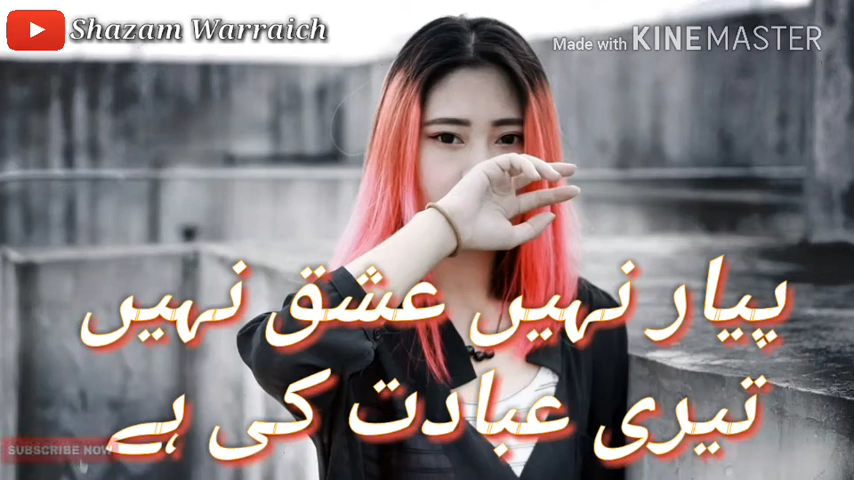 Shazam Warraich
Made with KINEMASTER
پیار نہیں عشق نہیں
تیری عبادت کی ہے
SUBSCRIBE NOW